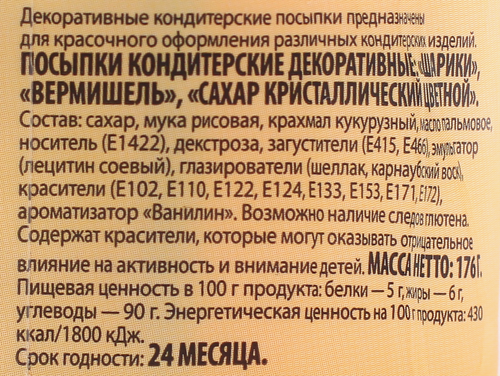 Декоративные кондитерские посыпки предназначены
для красочного оформления различных кондитерских изделий.
ПОСЫПКИ КОНДИТЕРСКИЕ ДЕКОРАТИВНЫЕ: «ШАРИКИ»,
«ВЕРМИШЕЛЬ», «САХАР КРИСТАЛЛИЧЕСКИЙ ЦВЕТНОЙ».
Состав: сахар, мука рисовая, крахмал кукурузный, масло пальмовое,
носитель (Е1422), декстроза, загустители (Е415, Е466), эмульгатор
(лецитин соевый), глазирователи (шеллак, карнаубский воск),
красители (Е102, Е110, Е122, Е124, Е133, Е153, Е171, Е172),
ароматизатор «Ванилин». Возможно наличие следов глютена.
Содержат красители, которые могут оказывать отрицательное
влияние на активность и внимание детей. МАССА НЕТТО: 176 Г.
Пищевая ценность в 100 г продукта: белки – 5 г, жиры – 6 г,
углеводы – 90 г. Энергетическая ценность на 100 г продукта: 430
ккал/1800 кДж.
Срок годности: 24 МЕСЯЦА.